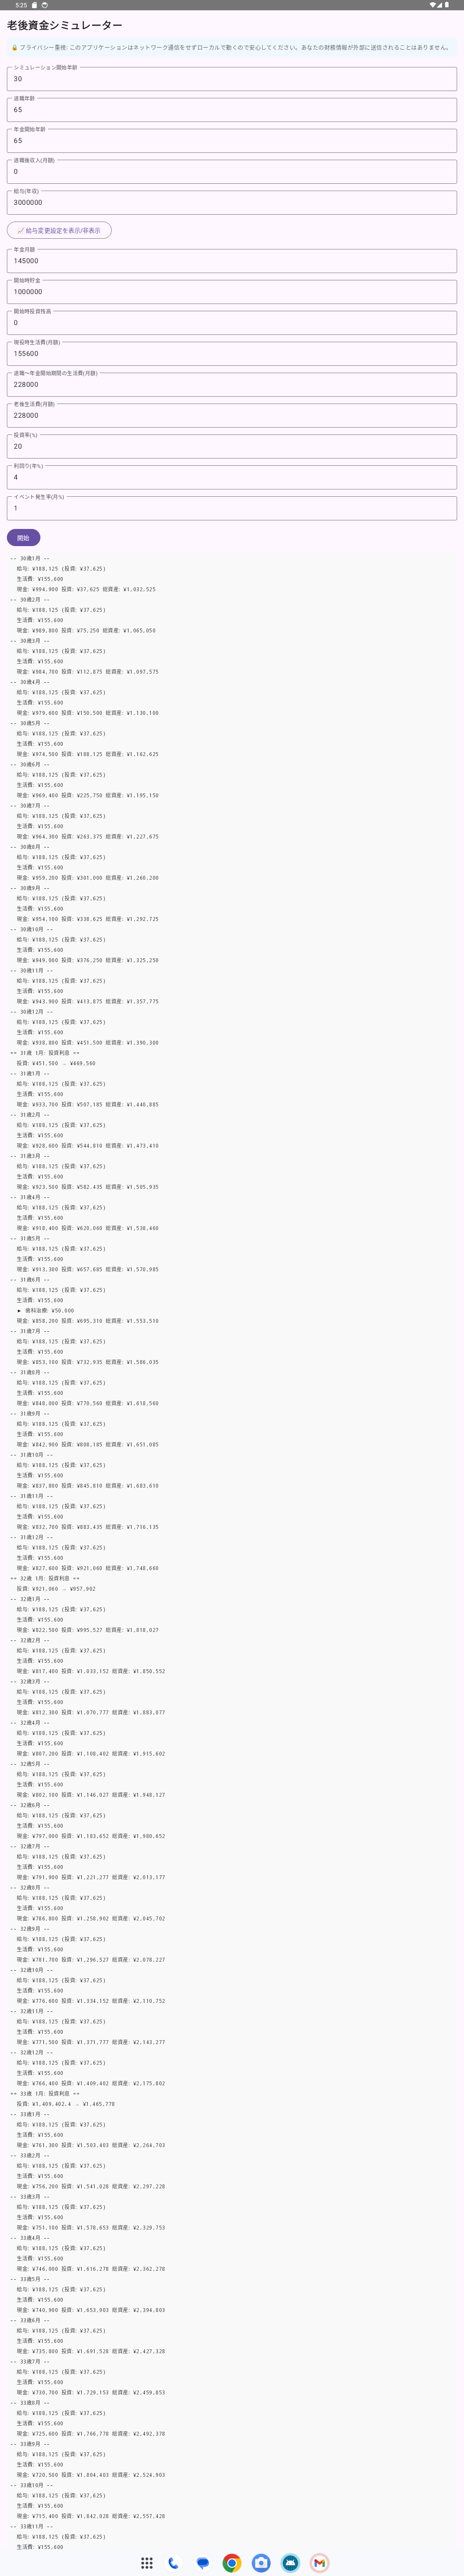 5:25
老後資金シミュレーター
🔒 プライバシー重視: このアプリケーションはネットワーク通信をせずローカルで動くので安心してください。あなたの財務情報が外部に送信されることはありません。
シミュレーション開始年齢
30
退職年齢
65
年金開始年齢
65
退職後収入(月額)
0
給与(年収)
3000000
📈 給与変更設定を表示/非表示
年金月額
145000
開始時貯金
1000000
開始時投資残高
0
現役時生活費(月額)
155600
退職〜年金開始期間の生活費(月額)
228000
老後生活費(月額)
228000
投資率(%)
20
利回り(年%)
4
イベント発生率(月%)
1
開始
-- 30歳1月 --
給与: ¥188,125 (投資: ¥37,625)
生活費: ¥155,600
現金: ¥994,900 投資: ¥37,625 総資産: ¥1,032,525
-- 30歳2月 --
給与: ¥188,125 (投資: ¥37,625)
生活費: ¥155,600
現金: ¥989,800 投資: ¥75,250 総資産: ¥1,065,050
-- 30歳3月 --
給与: ¥188,125 (投資: ¥37,625)
生活費: ¥155,600
現金: ¥984,700 投資: ¥112,875 総資産: ¥1,097,575
-- 30歳4月 --
給与: ¥188,125 (投資: ¥37,625)
生活費: ¥155,600
現金: ¥979,600 投資: ¥150,500 総資産: ¥1,130,100
-- 30歳5月 --
給与: ¥188,125 (投資: ¥37,625)
生活費: ¥155,600
現金: ¥974,500 投資: ¥188,125 総資産: ¥1,162,625
-- 30歳6月 --
給与: ¥188,125 (投資: ¥37,625)
生活費: ¥155,600
現金: ¥969,400 投資: ¥225,750 総資産: ¥1,195,150
-- 30歳7月 --
給与: ¥188,125 (投資: ¥37,625)
生活費: ¥155,600
現金: ¥964,300 投資: ¥263,375 総資産: ¥1,227,675
-- 30歳8月 --
給与: ¥188,125 (投資: ¥37,625)
生活費: ¥155,600
現金: ¥959,200 投資: ¥301,000 総資産: ¥1,260,200
-- 30歳9月 --
給与: ¥188,125 (投資: ¥37,625)
生活費: ¥155,600
現金: ¥954,100 投資: ¥338,625 総資産: ¥1,292,725
-- 30歳10月 --
給与: ¥188,125 (投資: ¥37,625)
生活費: ¥155,600
現金: ¥949,000 投資: ¥376,250 総資産: ¥1,325,250
-- 30歳11月 --
給与: ¥188,125 (投資: ¥37,625)
生活費: ¥155,600
現金: ¥943,900 投資: ¥413,875 総資産: ¥1,357,775
-- 30歳12月 --
給与: ¥188,125 (投資: ¥37,625)
生活費: ¥155,600
現金: ¥938,800 投資: ¥451,500 総資産: ¥1,390,300
== 31歳 1月: 投資利息 ==
投資: ¥451,500 → ¥469,560
-- 31歳1月 --
給与: ¥188,125 (投資: ¥37,625)
生活費: ¥155,600
現金: ¥933,700 投資: ¥507,185 総資産: ¥1,440,885
-- 31歳2月 --
給与: ¥188,125 (投資: ¥37,625)
生活費: ¥155,600
現金: ¥928,600 投資: ¥544,810 総資産: ¥1,473,410
-- 31歳3月 --
給与: ¥188,125 (投資: ¥37,625)
生活費: ¥155,600
現金: ¥923,500 投資: ¥582,435 総資産: ¥1,505,935
-- 31歳4月 --
給与: ¥188,125 (投資: ¥37,625)
生活費: ¥155,600
現金: ¥918,400 投資: ¥620,060 総資産: ¥1,538,460
-- 31歳5月 --
給与: ¥188,125 (投資: ¥37,625)
生活費: ¥155,600
現金: ¥913,300 投資: ¥657,685 総資産: ¥1,570,985
-- 31歳6月 --
給与: ¥188,125 (投資: ¥37,625)
生活費: ¥155,600
► 歯科治療: ¥50,000
現金: ¥858,200 投資: ¥695,310 総資産: ¥1,553,510
-- 31歳7月 --
給与: ¥188,125 (投資: ¥37,625)
生活費: ¥155,600
現金: ¥853,100 投資: ¥732,935 総資産: ¥1,586,035
-- 31歳8月 --
給与: ¥188,125 (投資: ¥37,625)
生活費: ¥155,600
現金: ¥848,000 投資: ¥770,560 総資産: ¥1,618,560
-- 31歳9月 --
給与: ¥188,125 (投資: ¥37,625)
生活費: ¥155,600
現金: ¥842,900 投資: ¥808,185 総資産: ¥1,651,085
-- 31歳10月 --
給与: ¥188,125 (投資: ¥37,625)
生活費: ¥155,600
現金: ¥837,800 投資: ¥845,810 総資産: ¥1,683,610
-- 31歳11月 --
給与: ¥188,125 (投資: ¥37,625)
生活費: ¥155,600
現金: ¥832,700 投資: ¥883,435 総資産: ¥1,716,135
-- 31歳12月 --
給与: ¥188,125 (投資: ¥37,625)
生活費: ¥155,600
現金: ¥827,600 投資: ¥921,060 総資産: ¥1,748,660
== 32歳 1月: 投資利息 ==
投資: ¥921,060 → ¥957,902
-- 32歳1月 --
給与: ¥188,125 (投資: ¥37,625)
生活費: ¥155,600
現金: ¥822,500 投資: ¥995,527 総資産: ¥1,818,027
-- 32歳2月 --
給与: ¥188,125 (投資: ¥37,625)
生活費: ¥155,600
現金: ¥817,400 投資: ¥1,033,152 総資産: ¥1,850,552
-- 32歳3月 --
給与: ¥188,125 (投資: ¥37,625)
生活費: ¥155,600
現金: ¥812,300 投資: ¥1,070,777 総資産: ¥1,883,077
-- 32歳4月 --
給与: ¥188,125 (投資: ¥37,625)
生活費: ¥155,600
現金: ¥807,200 投資: ¥1,108,402 総資産: ¥1,915,602
-- 32歳5月 --
給与: ¥188,125 (投資: ¥37,625)
生活費: ¥155,600
現金: ¥802,100 投資: ¥1,146,027 総資産: ¥1,948,127
-- 32歳6月 --
給与: ¥188,125 (投資: ¥37,625)
生活費: ¥155,600
現金: ¥797,000 投資: ¥1,183,652 総資産: ¥1,980,652
-- 32歳7月 --
給与: ¥188,125 (投資: ¥37,625)
生活費: ¥155,600
現金: ¥791,900 投資: ¥1,221,277 総資産: ¥2,013,177
-- 32歳8月 --
給与: ¥188,125 (投資: ¥37,625)
生活費: ¥155,600
現金: ¥786,800 投資: ¥1,258,902 総資産: ¥2,045,702
-- 32歳9月 --
給与: ¥188,125 (投資: ¥37,625)
生活費: ¥155,600
現金: ¥781,700 投資: ¥1,296,527 総資産: ¥2,078,227
-- 32歳10月 --
給与: ¥188,125 (投資: ¥37,625)
生活費: ¥155,600
現金: ¥776,600 投資: ¥1,334,152 総資産: ¥2,110,752
-- 32歳11月 --
給与: ¥188,125 (投資: ¥37,625)
生活費: ¥155,600
現金: ¥771,500 投資: ¥1,371,777 総資産: ¥2,143,277
-- 32歳12月 --
給与: ¥188,125 (投資: ¥37,625)
生活費: ¥155,600
現金: ¥766,400 投資: ¥1,409,402 総資産: ¥2,175,802
== 33歳 1月: 投資利息 ==
投資: ¥1,409,402.4 → ¥1,465,778
-- 33歳1月 --
給与: ¥188,125 (投資: ¥37,625)
生活費: ¥155,600
現金: ¥761,300 投資: ¥1,503,403 総資産: ¥2,264,703
-- 33歳2月 --
給与: ¥188,125 (投資: ¥37,625)
生活費: ¥155,600
現金: ¥756,200 投資: ¥1,541,028 総資産: ¥2,297,228
-- 33歳3月 --
給与: ¥188,125 (投資: ¥37,625)
生活費: ¥155,600
現金: ¥751,100 投資: ¥1,578,653 総資産: ¥2,329,753
-- 33歳4月 --
給与: ¥188,125 (投資: ¥37,625)
生活費: ¥155,600
現金: ¥746,000 投資: ¥1,616,278 総資産: ¥2,362,278
-- 33歳5月 --
給与: ¥188,125 (投資: ¥37,625)
生活費: ¥155,600
現金: ¥740,900 投資: ¥1,653,903 総資産: ¥2,394,803
-- 33歳6月 --
給与: ¥188,125 (投資: ¥37,625)
生活費: ¥155,600
現金: ¥735,800 投資: ¥1,691,528 総資産: ¥2,427,328
-- 33歳7月 --
給与: ¥188,125 (投資: ¥37,625)
生活費: ¥155,600
現金: ¥730,700 投資: ¥1,729,153 総資産: ¥2,459,853
-- 33歳8月 --
給与: ¥188,125 (投資: ¥37,625)
生活費: ¥155,600
現金: ¥725,600 投資: ¥1,766,778 総資産: ¥2,492,378
-- 33歳9月 --
給与: ¥188,125 (投資: ¥37,625)
生活費: ¥155,600
現金: ¥720,500 投資: ¥1,804,403 総資産: ¥2,524,903
-- 33歳10月 --
給与: ¥188,125 (投資: ¥37,625)
生活費: ¥155,600
現金: ¥715,400 投資: ¥1,842,028 総資産: ¥2,557,428
-- 33歳11月 --
給与: ¥188,125 (投資: ¥37,625)
生活費: ¥155,600